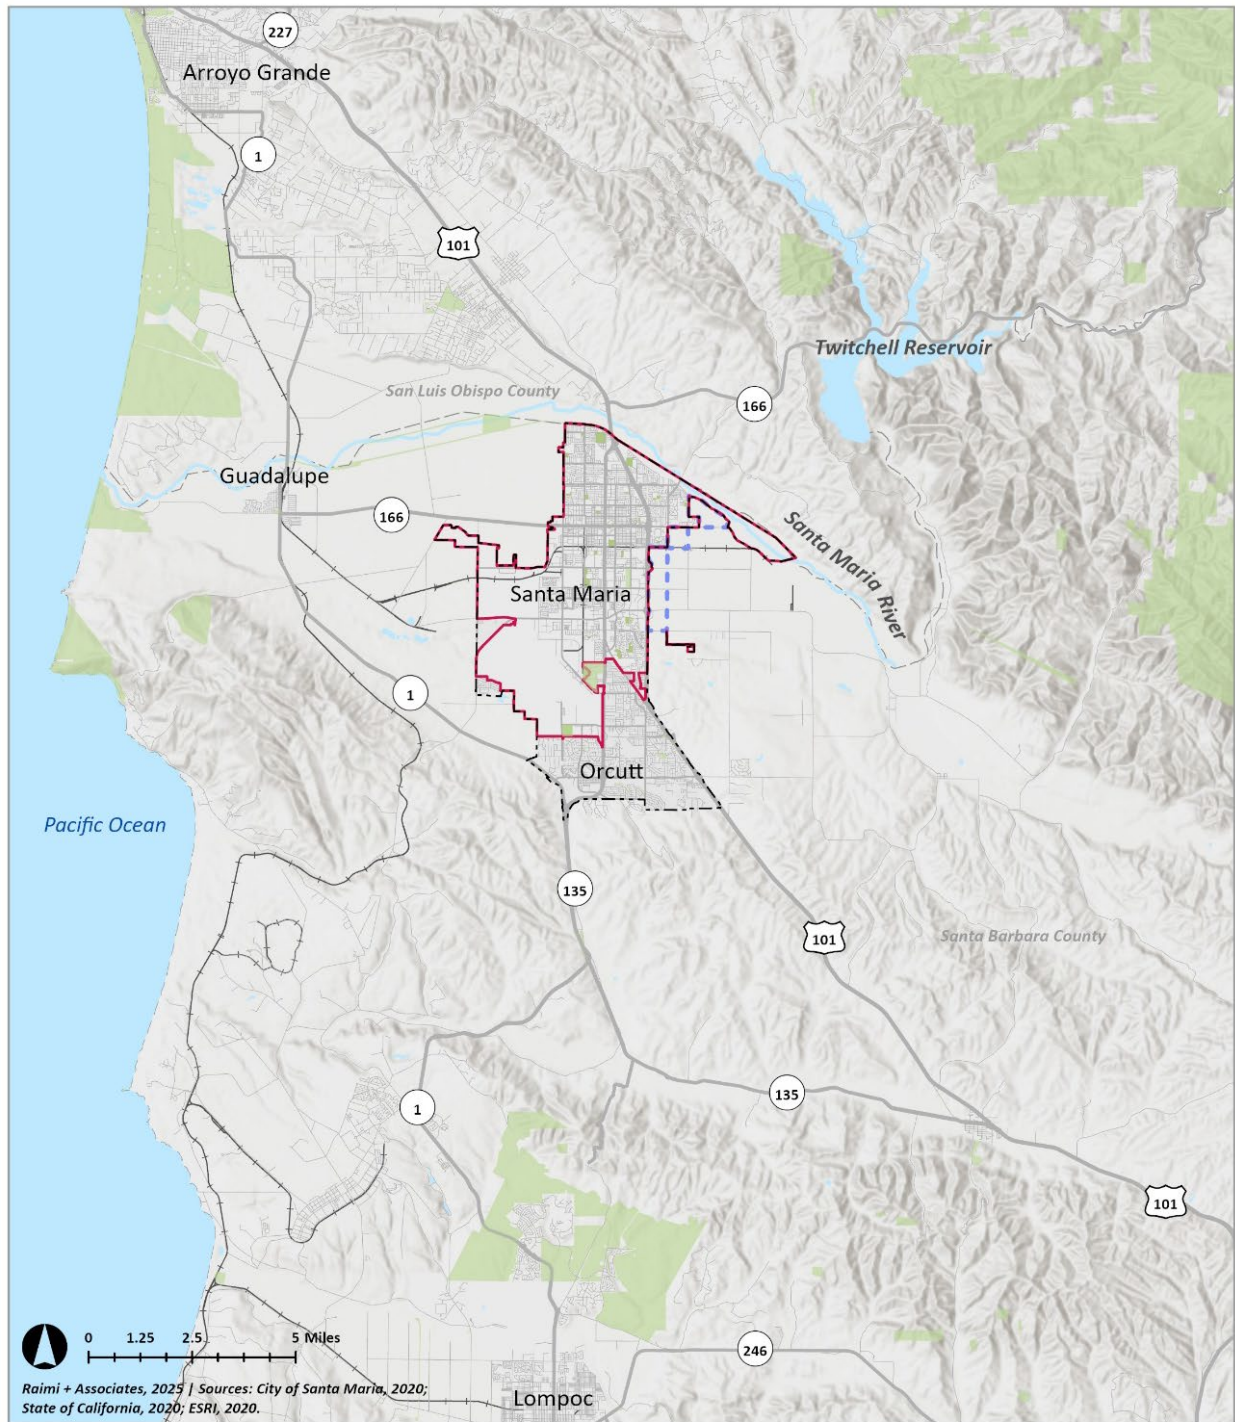 227
Arroyo Grande
1
101
Twitchell Reservoir
San Luis Obispo County
166
Guadalupe
166
Santa Maria River
Santa Maria
1
Orcutt
Pacific Ocean
135
101
Santa Barbara County
135
1
101
0 1.25 2.5 5 Miles
246
Raimi + Associates, 2025 | Sources: City of Santa Maria, 2020;
State of California, 2020; ESRI, 2020.
Lompoc